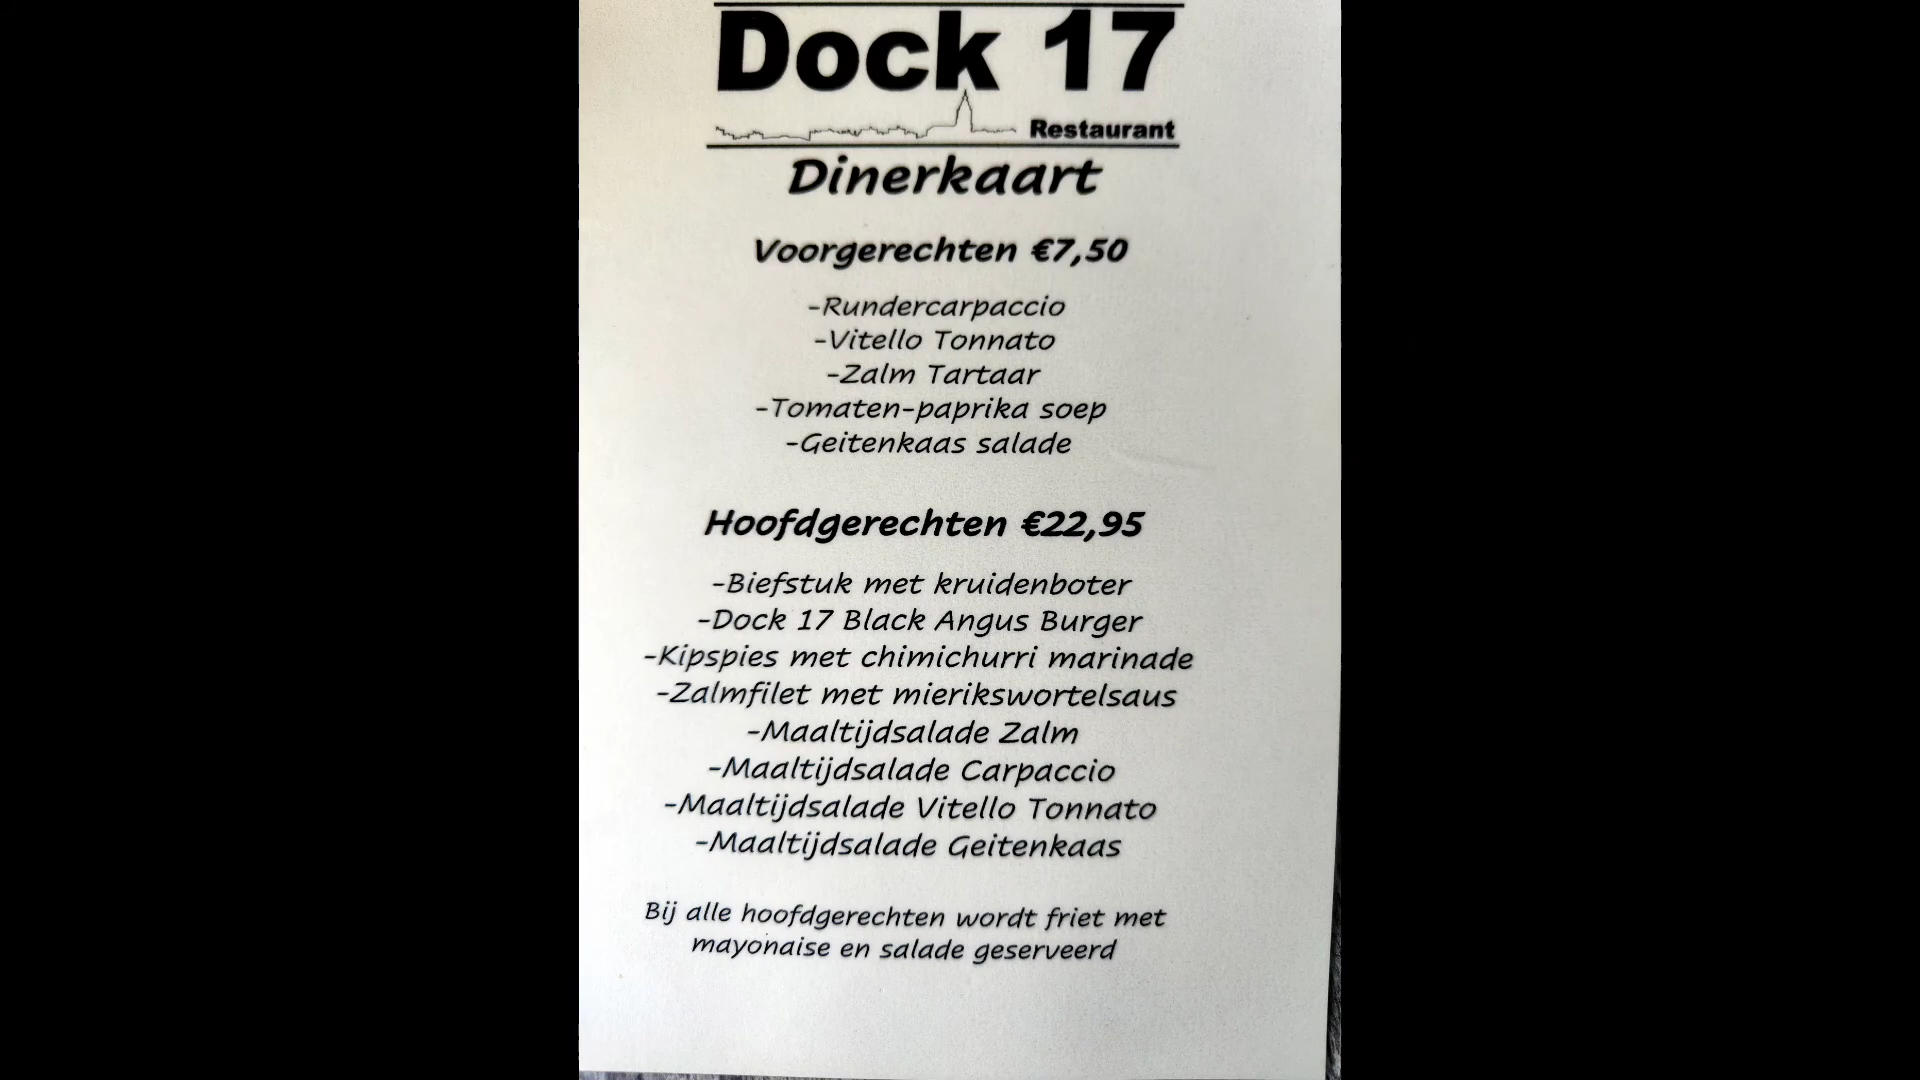 Dock 17
Restaurant
Dinerkaart
Voorgerechten €7,50
-Rundercarpaccio
-Vitello Tonnato
-Zalm Tartaar
-Tomaten-paprika soep
-Geitenkaas salade
Hoofdgerechten €22,95
-Biefstuk met kruidenboter
-Dock 17 Black Angus Burger
-Kipspies met chimichurri marinade
-Zalmfilet met mierikswortelsaus
-Maaltijdsalade Zalm
-Maaltijdsalade Carpaccio
-Maaltijdsalade Vitello Tonnato
-Maaltijdsalade Geitenkaas
Bij alle hoofdgerechten wordt friet met
mayonaise en salade geserveerd